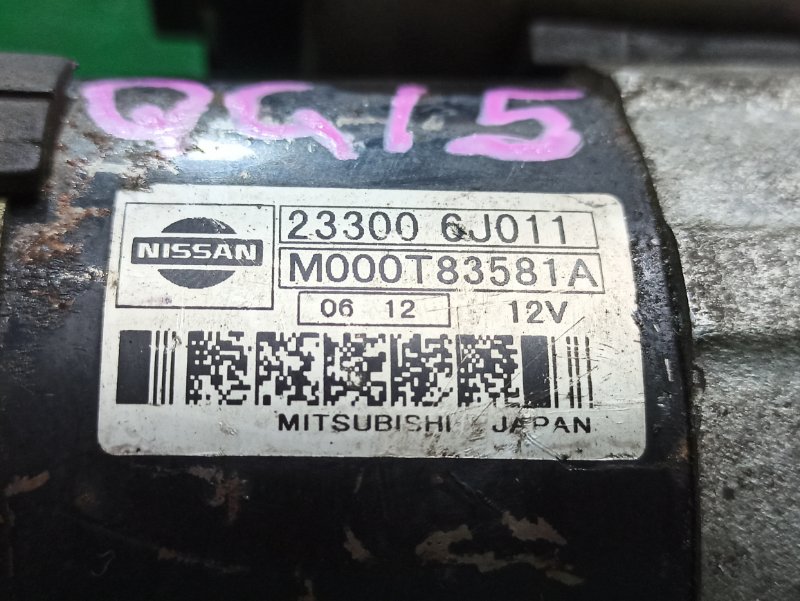 QG15
NISSAN
23300 6J011
M000T83581A
06 12 12V
MITSUBISHI JAPAN